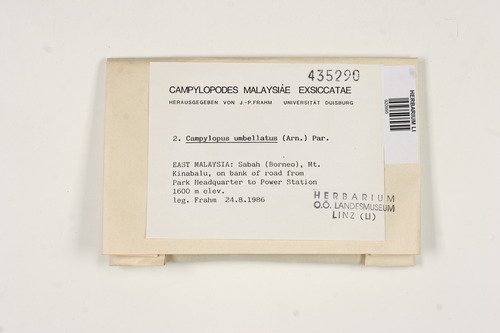 435290
CAMPYLOPODES MALAYSIÁE EXSICCATAE
HERAUSGEGEBEN VON J.-P. FRAHM UNIVERSITÄT DUISBURG
2. Campylopus umbellatus (Arn.) Par.
EAST MALAYSIA: Sabah (Borneo), Mt.
Kinabalu, on bank of road from
Park Headquarter to Power Station
1600 m elev.
leg. Frahm 24.8.1986
HERBARIUM
O.Ö. LANDESMUSEUM
LINZ (LI)
HERBARIUM LI